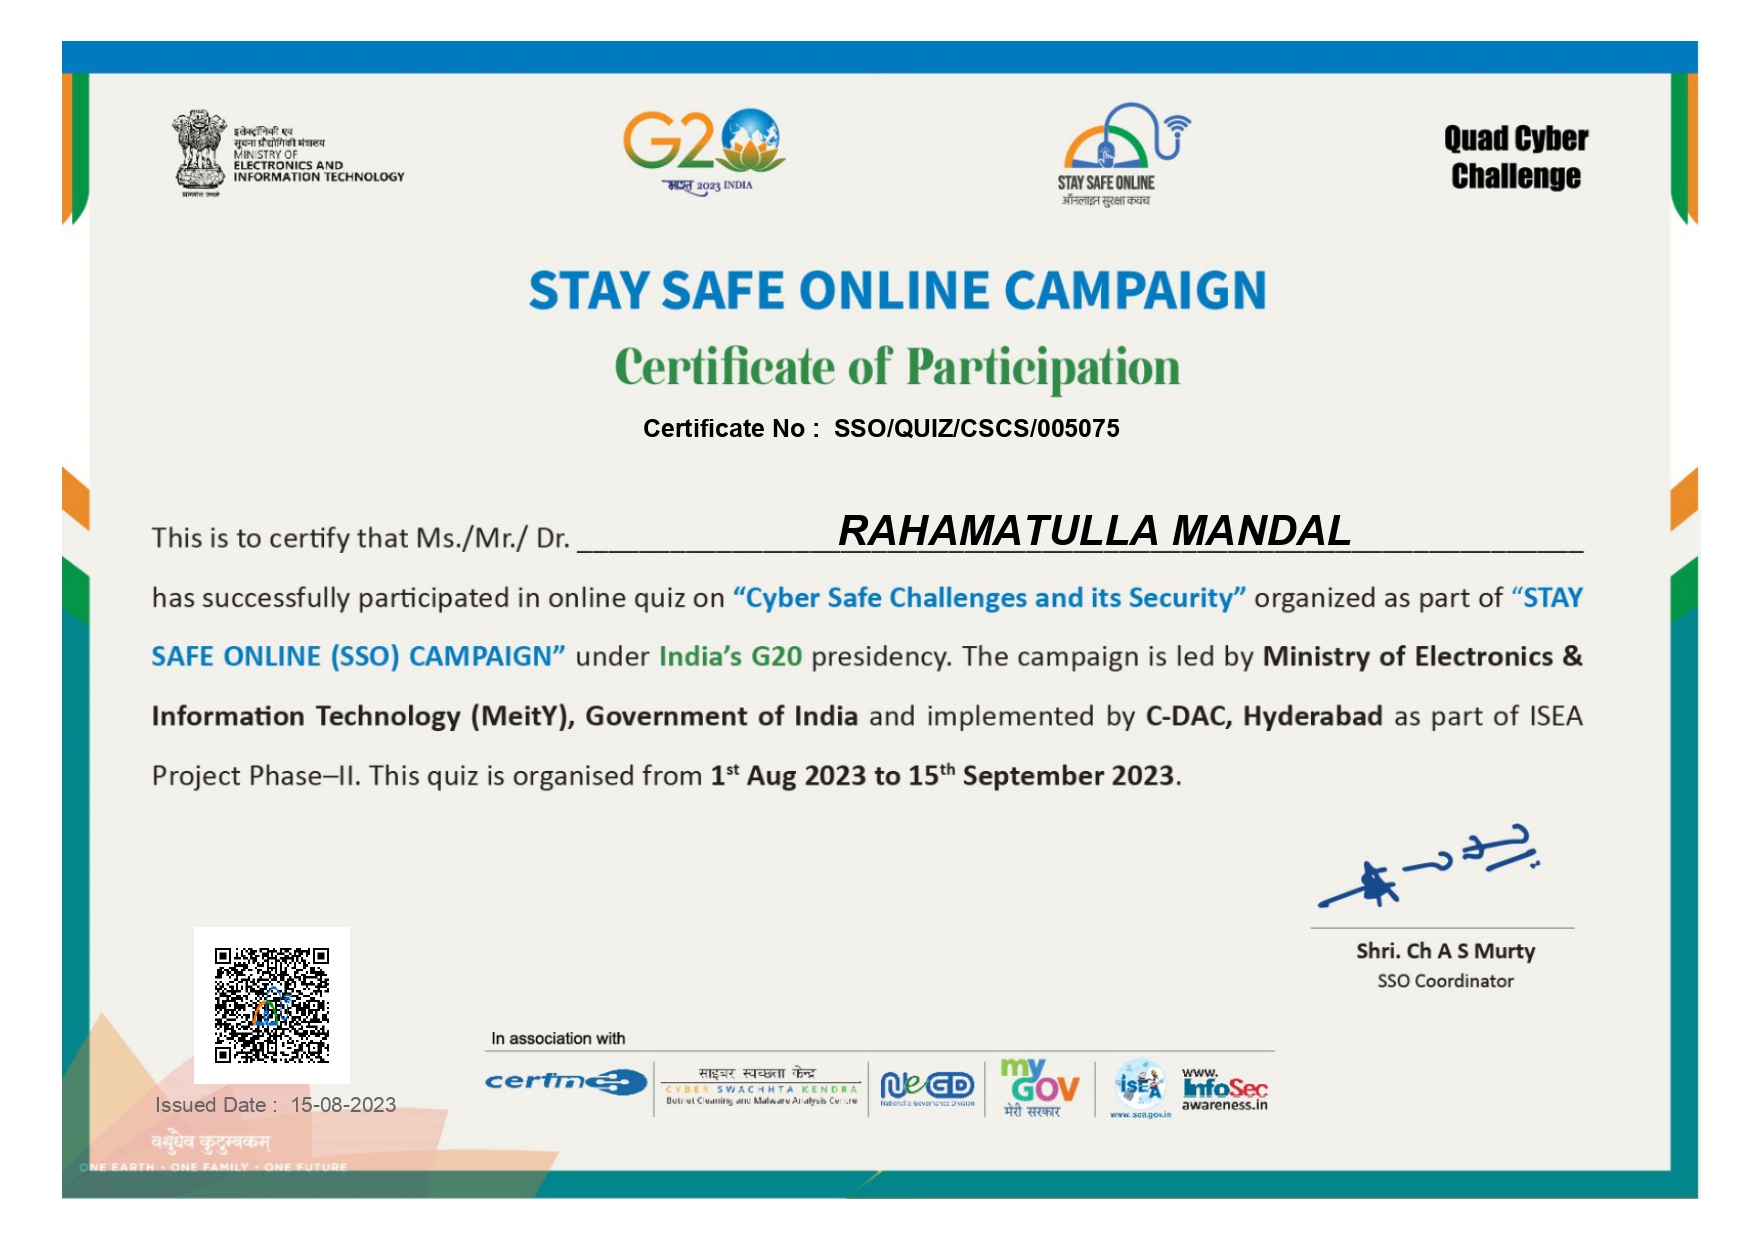 इलेक्ट्रॉनिकी एवं
सूचना प्रौद्योगिकी मंत्रालय
MINISTRY OF
ELECTRONICS AND
INFORMATION TECHNOLOGY
सत्यमेव जयते
G20
भारत 2023 INDIA
STAY SAFE ONLINE
ऑनलाइन सुरक्षा कवच
Quad Cyber
Challenge
STAY SAFE ONLINE CAMPAIGN
Certificate of Participation
Certificate No : SSO/QUIZ/CSCS/005075
This is to certify that Ms./Mr./ Dr. RAHAMATULLA MANDAL
has successfully participated in online quiz on “Cyber Safe Challenges and its Security” organized as part of “STAY
SAFE ONLINE (SSO) CAMPAIGN” under India’s G20 presidency. The campaign is led by Ministry of Electronics &
Information Technology (MeitY), Government of India and implemented by C-DAC, Hyderabad as part of ISEA
Project Phase–II. This quiz is organised from 1st Aug 2023 to 15th September 2023.
Shri. Ch A S Murty
SSO Coordinator
In association with
certin
साइबर स्वच्छता केन्द्र
CYBER SWACHHTA KENDRA
Botnet Cleaning and Malware Analysis Centre
NeGD
National e-Governance Division
my
GOV
मेरी सरकार
ISEA
www.isea.gov.in
www.
InfoSec
awareness.in
Issued Date : 15-08-2023
वसुधैव कुटुम्बकम्
ONE EARTH • ONE FAMILY • ONE FUTURE